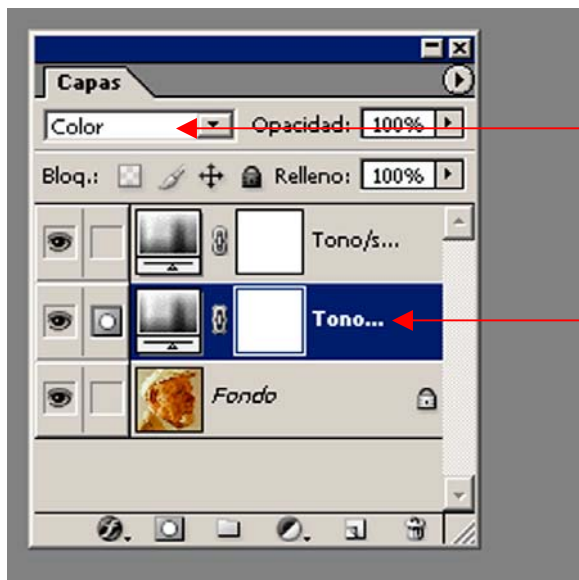 Capas
Color Opacidad: 100%
Bloq.: Relleno: 100%
Tono/s...
Tono...
Fondo